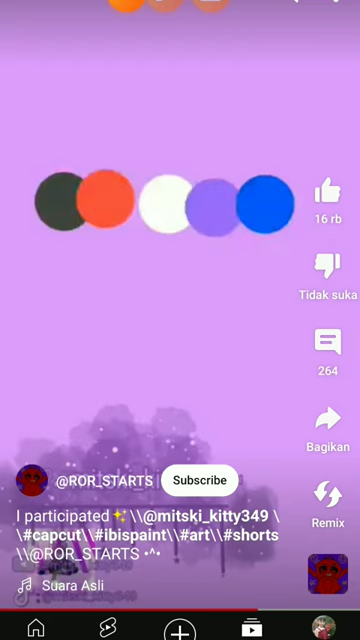 16 rb
Tidak suka
264
Bagikan
Remix
@ROR_STARTS
Subscribe
I participated✨\\@mitski_kitty349 \
\#capcut\\#ibispaint\\#art\\#shorts
\\@ROR_STARTS •^•
Suara Asli